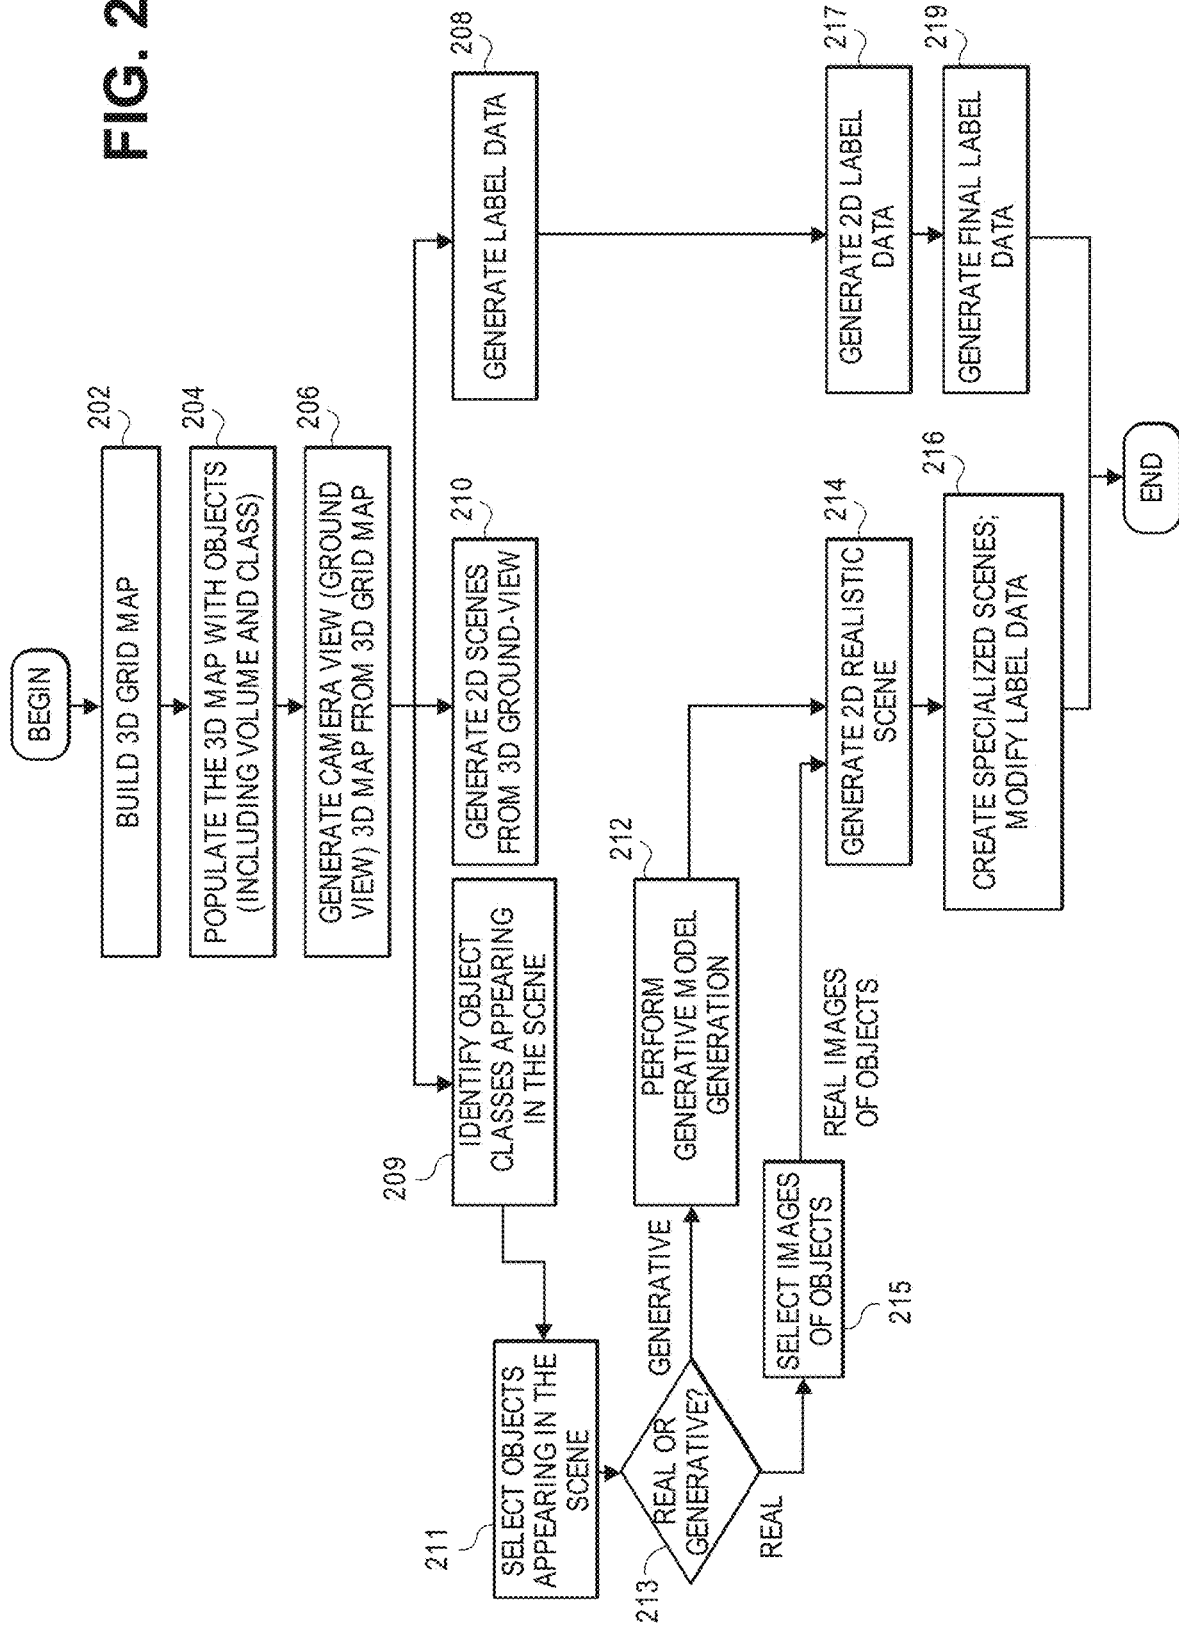 FIG. 2
BEGIN
202
BUILD 3D GRID MAP
204
POPULATE THE 3D MAP WITH OBJECTS
(INCLUDING VOLUME AND CLASS)
206
GENERATE CAMERA VIEW (GROUND
VIEW) 3D MAP FROM 3D GRID MAP
209
IDENTIFY OBJECT
CLASSES APPEARING
IN THE SCENE
210
GENERATE 2D SCENES
FROM 3D GROUND-VIEW
208
GENERATE LABEL DATA
211
SELECT OBJECTS
APPEARING IN THE
SCENE
213
REAL OR
GENERATIVE?
GENERATIVE
REAL
212
PERFORM
GENERATIVE MODEL
GENERATION
SELECT IMAGES
OF OBJECTS
215
REAL IMAGES
OF OBJECTS
214
GENERATE 2D REALISTIC
SCENE
217
GENERATE 2D LABEL
DATA
216
CREATE SPECIALIZED SCENES;
MODIFY LABEL DATA
219
GENERATE FINAL LABEL
DATA
END